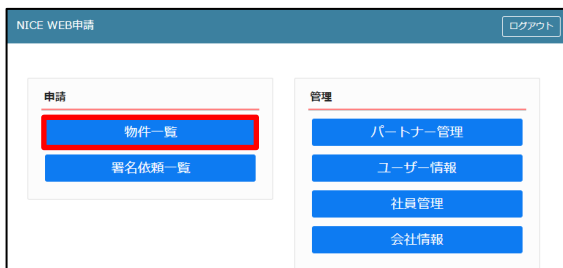 NICE WEB申請
ログアウト
申請
物件一覧
署名依頼一覧
管理
パートナー管理
ユーザー情報
社員管理
会社情報